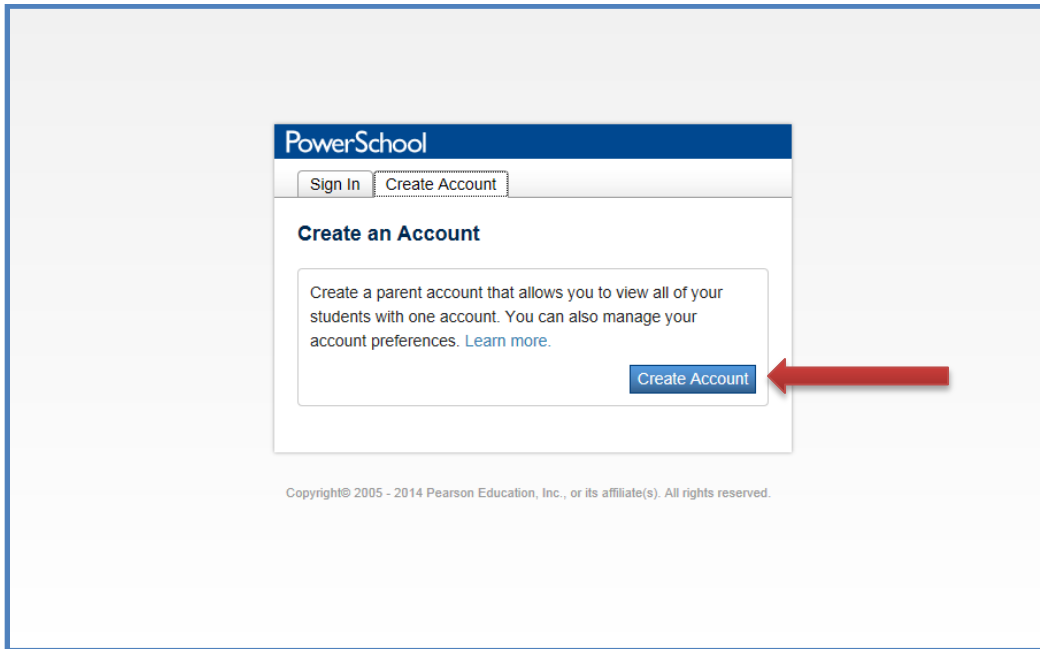 PowerSchool
Sign In Create Account
Create an Account
Create a parent account that allows you to view all of your
students with one account. You can also manage your
account preferences. Learn more.
Create Account
Copyright© 2005 - 2014 Pearson Education, Inc., or its affiliate(s). All rights reserved.